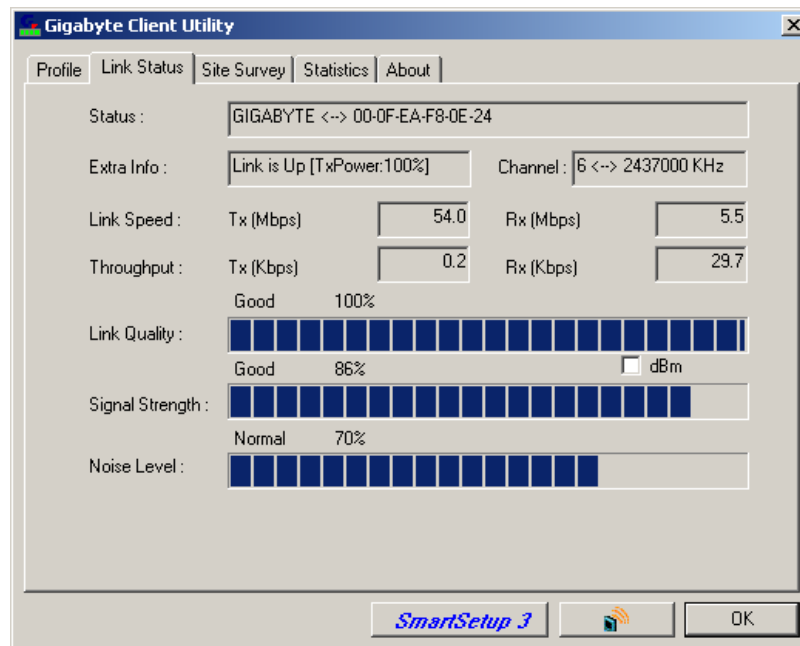 Gigabyte Client Utility
Profile Link Status Site Survey Statistics About
Status : GIGABYTE <--> 00-0F-EA-F8-0E-24
Extra Info : Link is Up [TxPower:100%] Channel : 6 <--> 2437000 KHz
Link Speed : Tx (Mbps) 54.0 Rx (Mbps) 5.5
Throughput : Tx (Kbps) 0.2 Rx (Kbps) 29.7
Good 100%
Link Quality :
Good 86% dBm
Signal Strength :
Normal 70%
Noise Level :
SmartSetup 3 OK